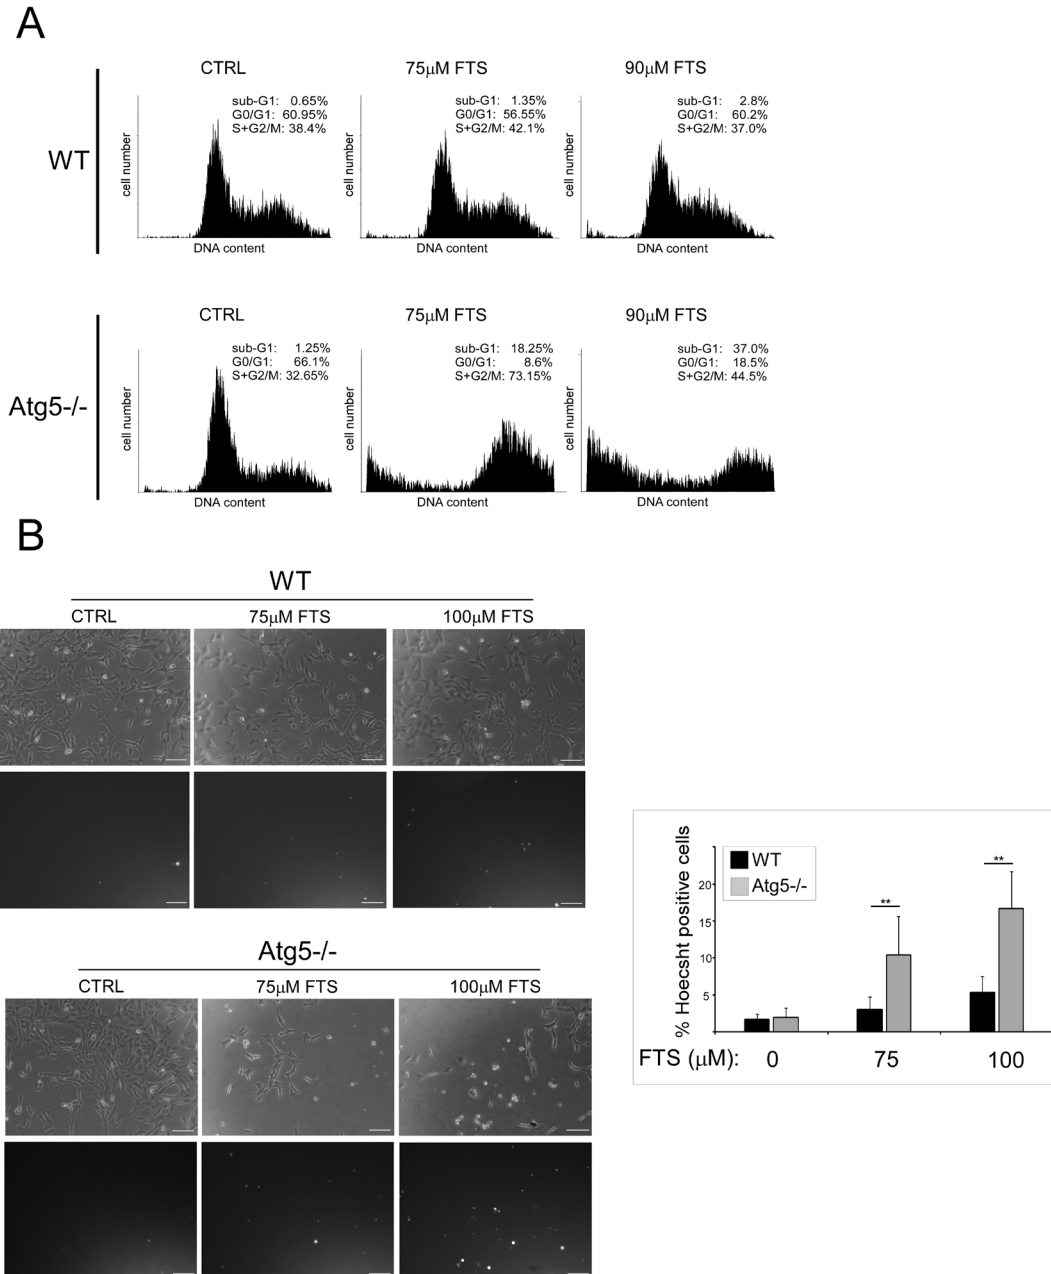 A
CTRL 75μM FTS 90μM FTS
WT
sub-G1: 0.65%
G0/G1: 60.95%
S+G2/M: 38.4%
cell number
DNA content
sub-G1: 1.35%
G0/G1: 56.55%
S+G2/M: 42.1%
cell number
DNA content
sub-G1: 2.8%
G0/G1: 60.2%
S+G2/M: 37.0%
cell number
DNA content
CTRL 75μM FTS 90μM FTS
Atg5-/-
sub-G1: 1.25%
G0/G1: 66.1%
S+G2/M: 32.65%
cell number
DNA content
sub-G1: 18.25%
G0/G1: 8.6%
S+G2/M: 73.15%
cell number
DNA content
sub-G1: 37.0%
G0/G1: 18.5%
S+G2/M: 44.5%
cell number
DNA content
B
WT
CTRL 75μM FTS 100μM FTS
Atg5-/-
CTRL 75μM FTS 100μM FTS
% Hoecsht positive cells
WT
Atg5-/-
20
15
10
5
**
**
FTS (μM): 0 75 100